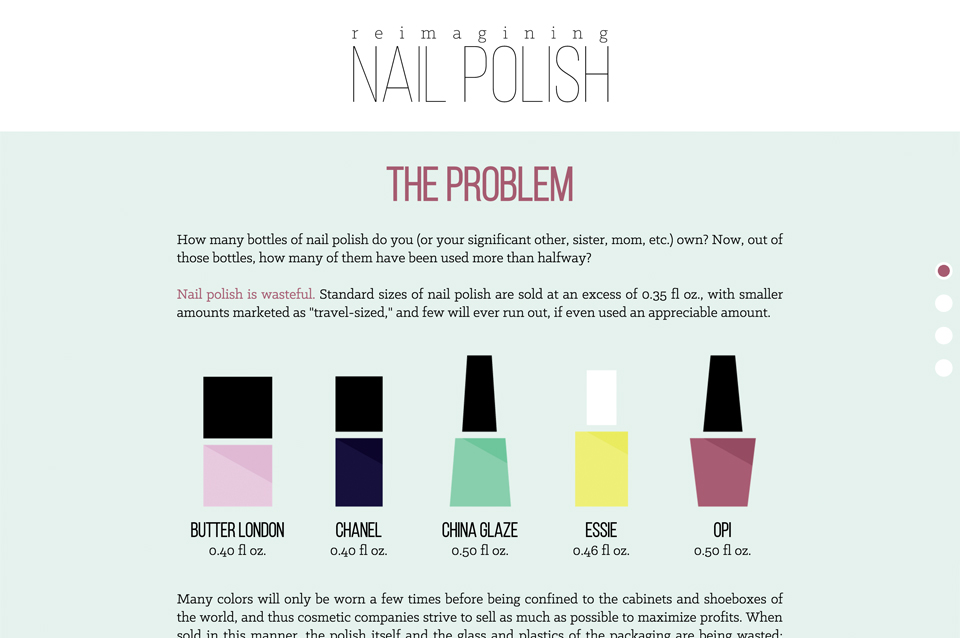 reimagining
NAIL POLISH
THE PROBLEM
How many bottles of nail polish do you (or your significant other, sister, mom, etc.) own? Now, out of
those bottles, how many of them have been used more than halfway?
Nail polish is wasteful. Standard sizes of nail polish are sold at an excess of 0.35 fl oz., with smaller
amounts marketed as "travel-sized," and few will ever run out, if even used an appreciable amount.
BUTTER LONDON
0.40 fl oz.
CHANEL
0.40 fl oz.
CHINA GLAZE
0.50 fl oz.
ESSIE
0.46 fl oz.
OPI
0.50 fl oz.
Many colors will only be worn a few times before being confined to the cabinets and shoeboxes of
the world, and thus cosmetic companies strive to sell as much as possible to maximize profits. When
sold in this manner, the polish itself and the glass and plastics of the packaging are being wasted;